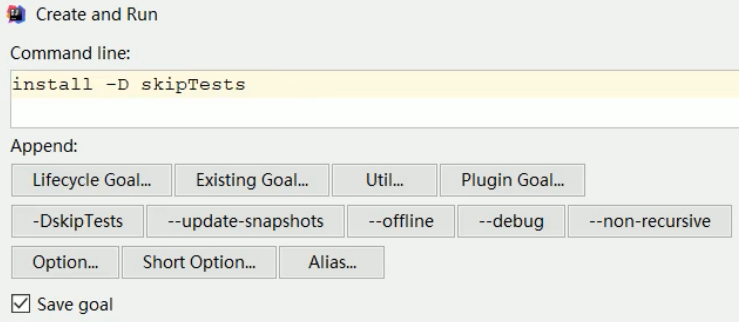 Create and Run
Command line:
install -D skipTests
Append:
Lifecycle Goal... Existing Goal... Util... Plugin Goal...
-DskipTests --update-snapshots --offline --debug --non-recursive
Option... Short Option... Alias...
Save goal